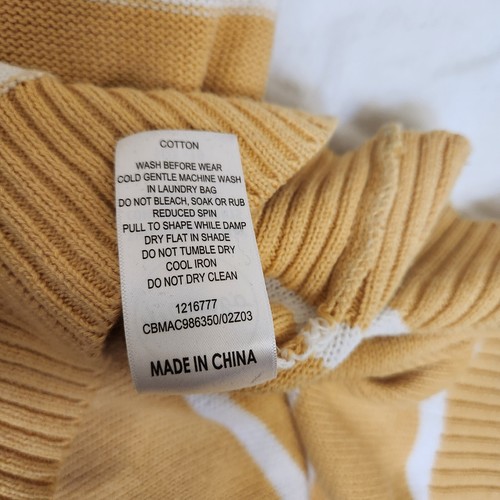 COTTON
WASH BEFORE WEAR
COLD GENTLE MACHINE WASH
IN LAUNDRY BAG
DO NOT BLEACH, SOAK OR RUB
REDUCED SPIN
PULL TO SHAPE WHILE DAMP
DRY FLAT IN SHADE
DO NOT TUMBLE DRY
COOL IRON
DO NOT DRY CLEAN
1216777
CBMAC986350/02Z03
MADE IN CHINA